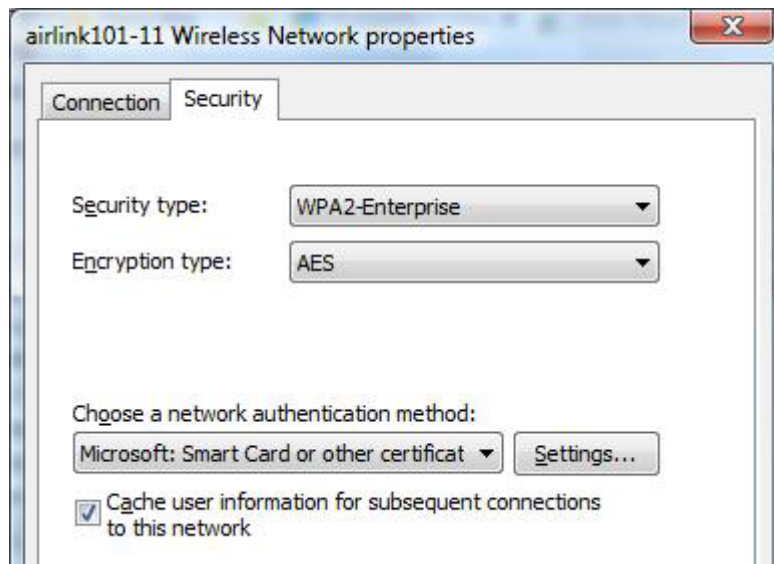 airlink101-11 Wireless Network properties
Connection Security
Security type: WPA2-Enterprise
Encryption type: AES
Choose a network authentication method:
Microsoft: Smart Card or other certificat Settings...
Cache user information for subsequent connections
to this network